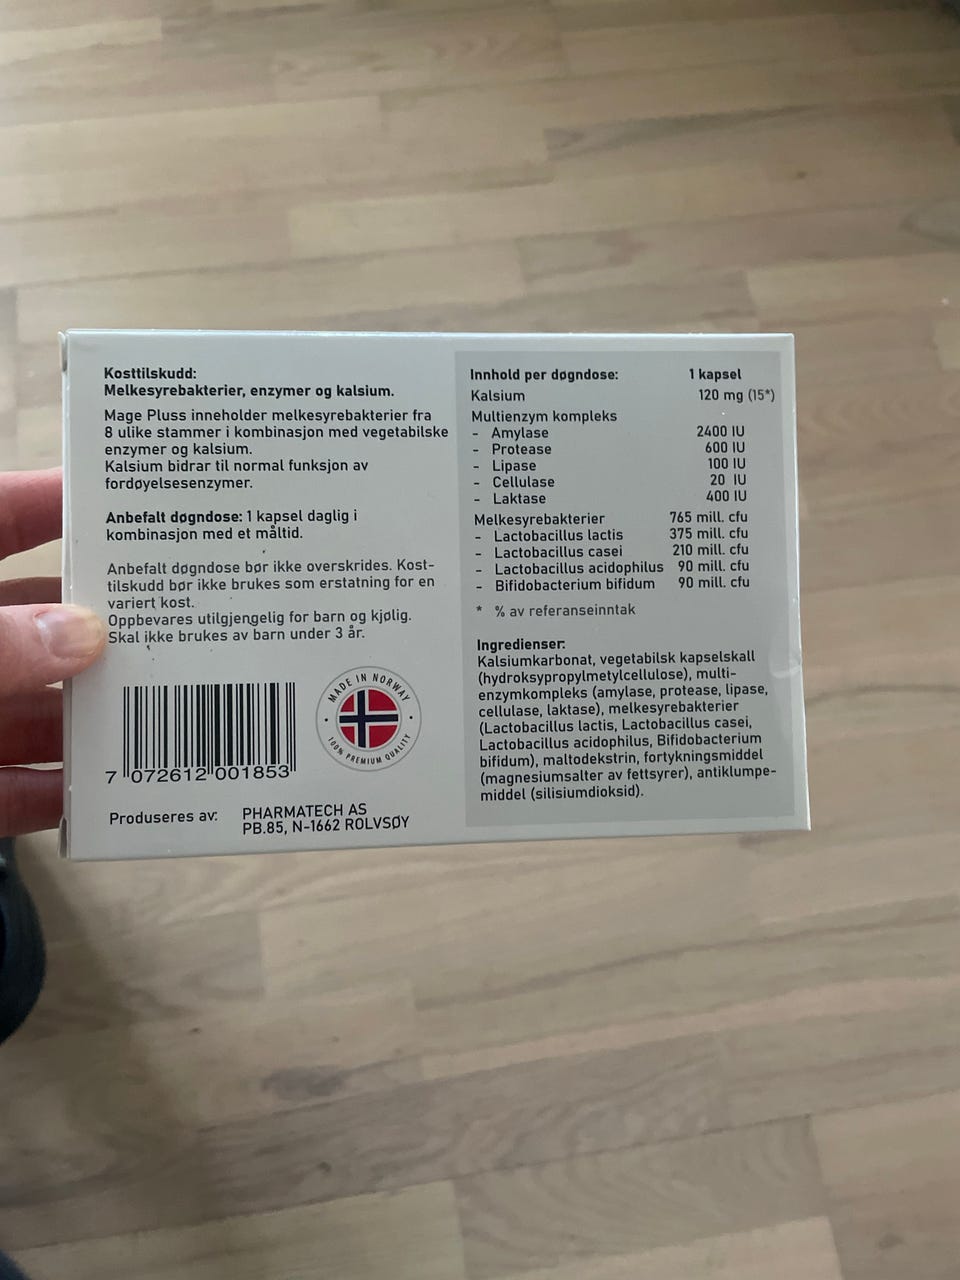 Kosttilskudd:
Melkesyrebakterier, enzymer og kalsium.
Mage Pluss inneholder melkesyrebakterier fra
8 ulike stammer i kombinasjon med vegetabilske
enzymer og kalsium.
Kalsium bidrar til normal funksjon av
fordøyelsesenzymer.
Anbefalt døgndose: 1 kapsel daglig i
kombinasjon med et måltid.
Anbefalt døgndose bør ikke overskrides. Kost-
tilskudd bør ikke brukes som erstatning for en
variert kost.
Oppbevares utilgjengelig for barn og kjølig.
Skal ikke brukes av barn under 3 år.
7 072612 001853
MADE IN NORWAY
100% PREMIUM QUALITY
Produseres av: PHARMATECH AS
PB.85, N-1662 ROLVSØY
Innhold per døgndose: 1 kapsel
Kalsium 120 mg (15*)
Multienzym kompleks
- Amylase 2400 IU
- Protease 600 IU
- Lipase 100 IU
- Cellulase 20 IU
- Laktase 400 IU
Melkesyrebakterier 765 mill. cfu
- Lactobacillus lactis 375 mill. cfu
- Lactobacillus casei 210 mill. cfu
- Lactobacillus acidophilus 90 mill. cfu
- Bifidobacterium bifidum 90 mill. cfu
* % av referanseinntak
Ingredienser:
Kalsiumkarbonat, vegetabilsk kapselskall
(hydroksypropylmetylcellulose), multi-
enzymkompleks (amylase, protease, lipase,
cellulase, laktase), melkesyrebakterier
(Lactobacillus lactis, Lactobacillus casei,
Lactobacillus acidophilus, Bifidobacterium
bifidum), maltodekstrin, fortykningsmiddel
(magnesiumsalter av fettsyrer), antiklumpe-
middel (silisiumdioksid).